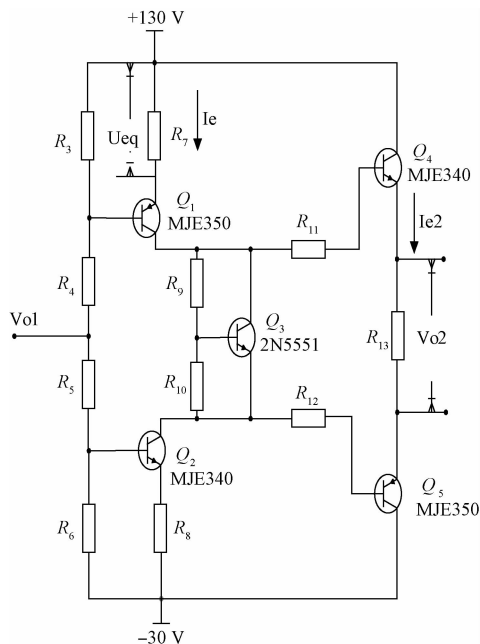 +130 V
R3
Ueq
R7
Ie
Q1
MJE350
Q4
MJE340
R11
Ie2
R4
R9
Vo1
Q3
2N5551
R13
Vo2
R5
R10
R12
Q2
MJE340
Q5
MJE350
R6
R8
−30 V